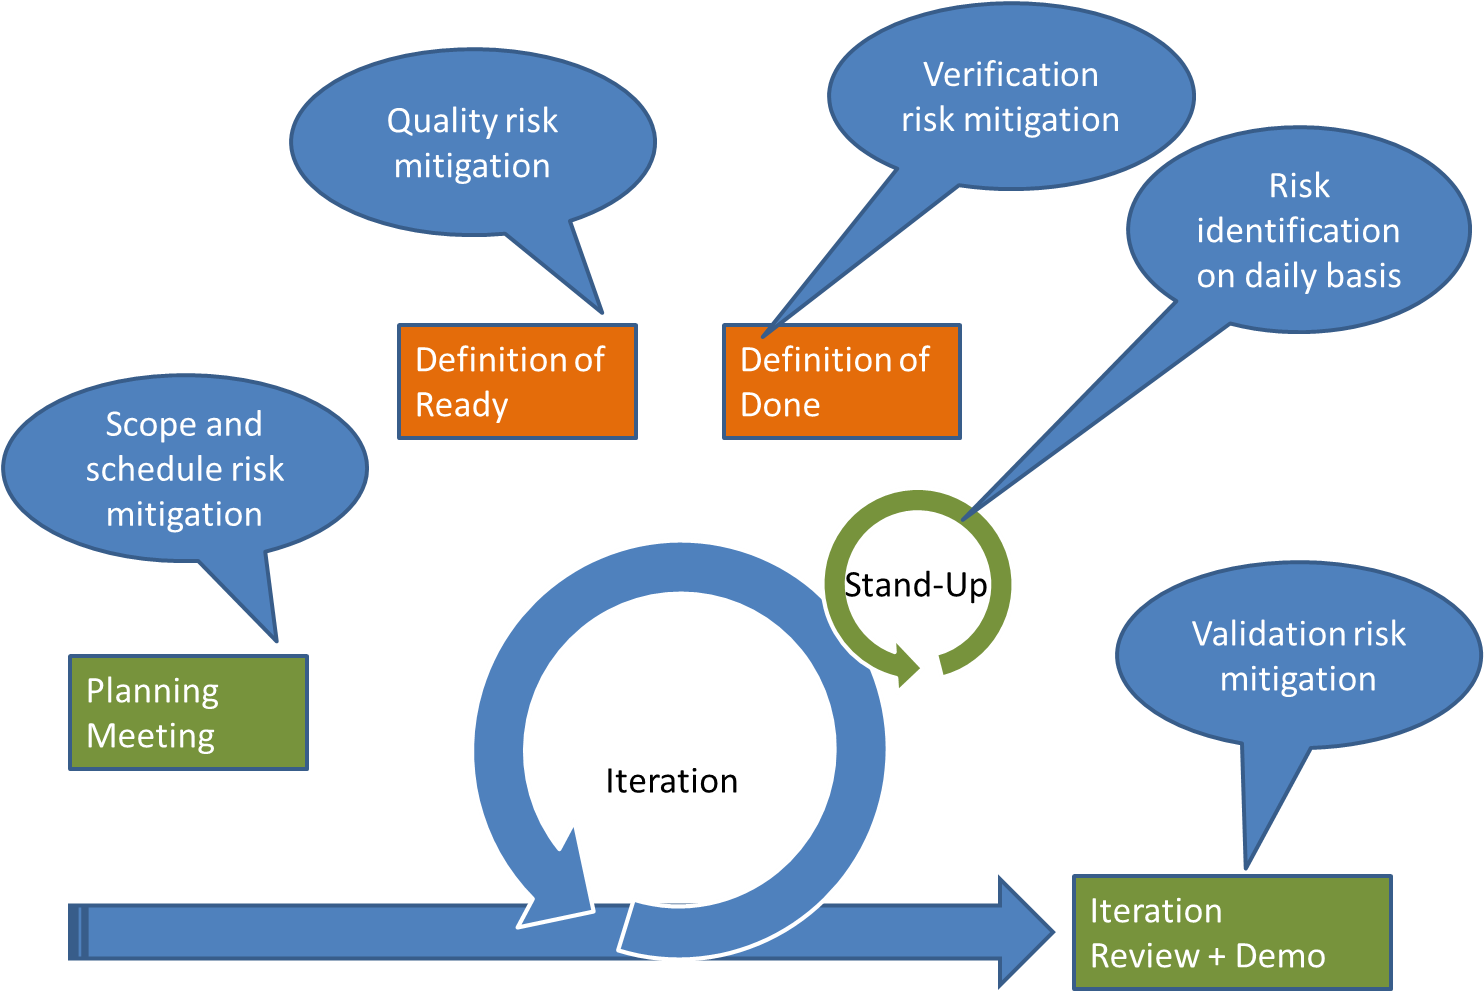 Quality risk
mitigation
Verification
risk mitigation
Risk
identification
on daily basis
Definition of
Ready
Definition of
Done
Scope and
schedule risk
mitigation
Stand-Up
Planning
Meeting
Iteration
Validation risk
mitigation
Iteration
Review + Demo